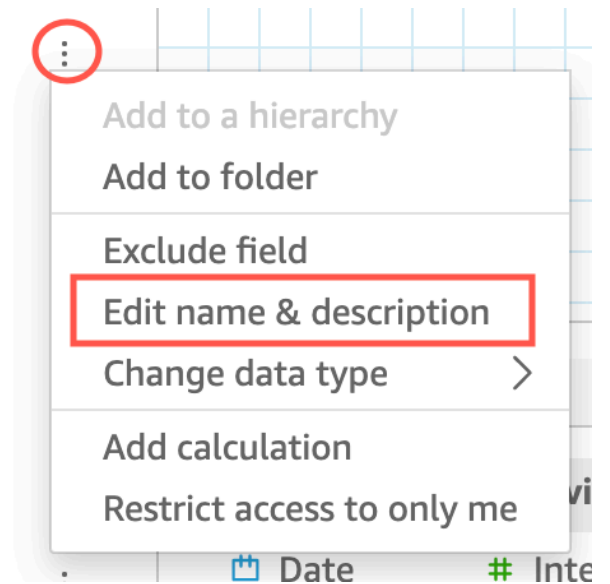 Add to a hierarchy
Add to folder
Exclude field
Edit name & description
Change data type
Add calculation
Restrict access to only me
Date